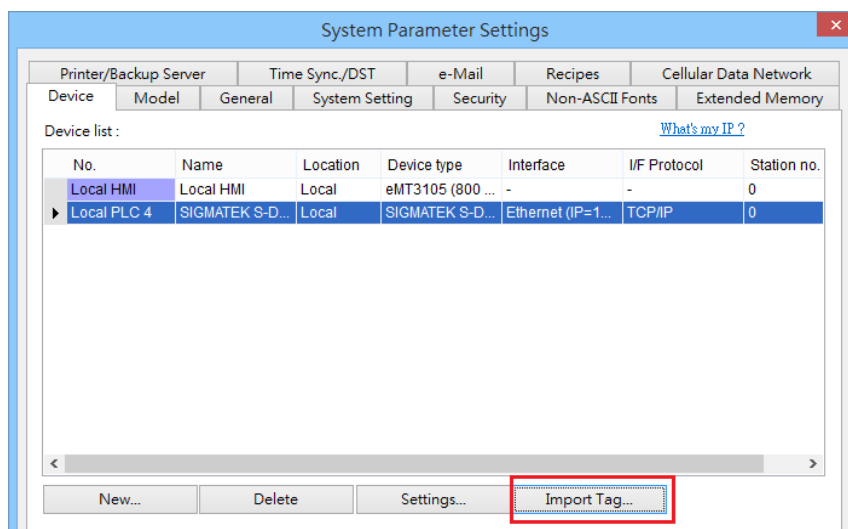 System Parameter Settings
Printer/Backup Server Time Sync./DST e-Mail Recipes Cellular Data Network
Device Model General System Setting Security Non-ASCII Fonts Extended Memory
Device list : What's my IP ?
No. Name Location Device type Interface I/F Protocol Station no.
Local HMI Local HMI Local eMT3105 (800 ... - - 0
Local PLC 4 SIGMATEK S-D... Local SIGMATEK S-D... Ethernet (IP=1... TCP/IP 0
New... Delete Settings... Import Tag...